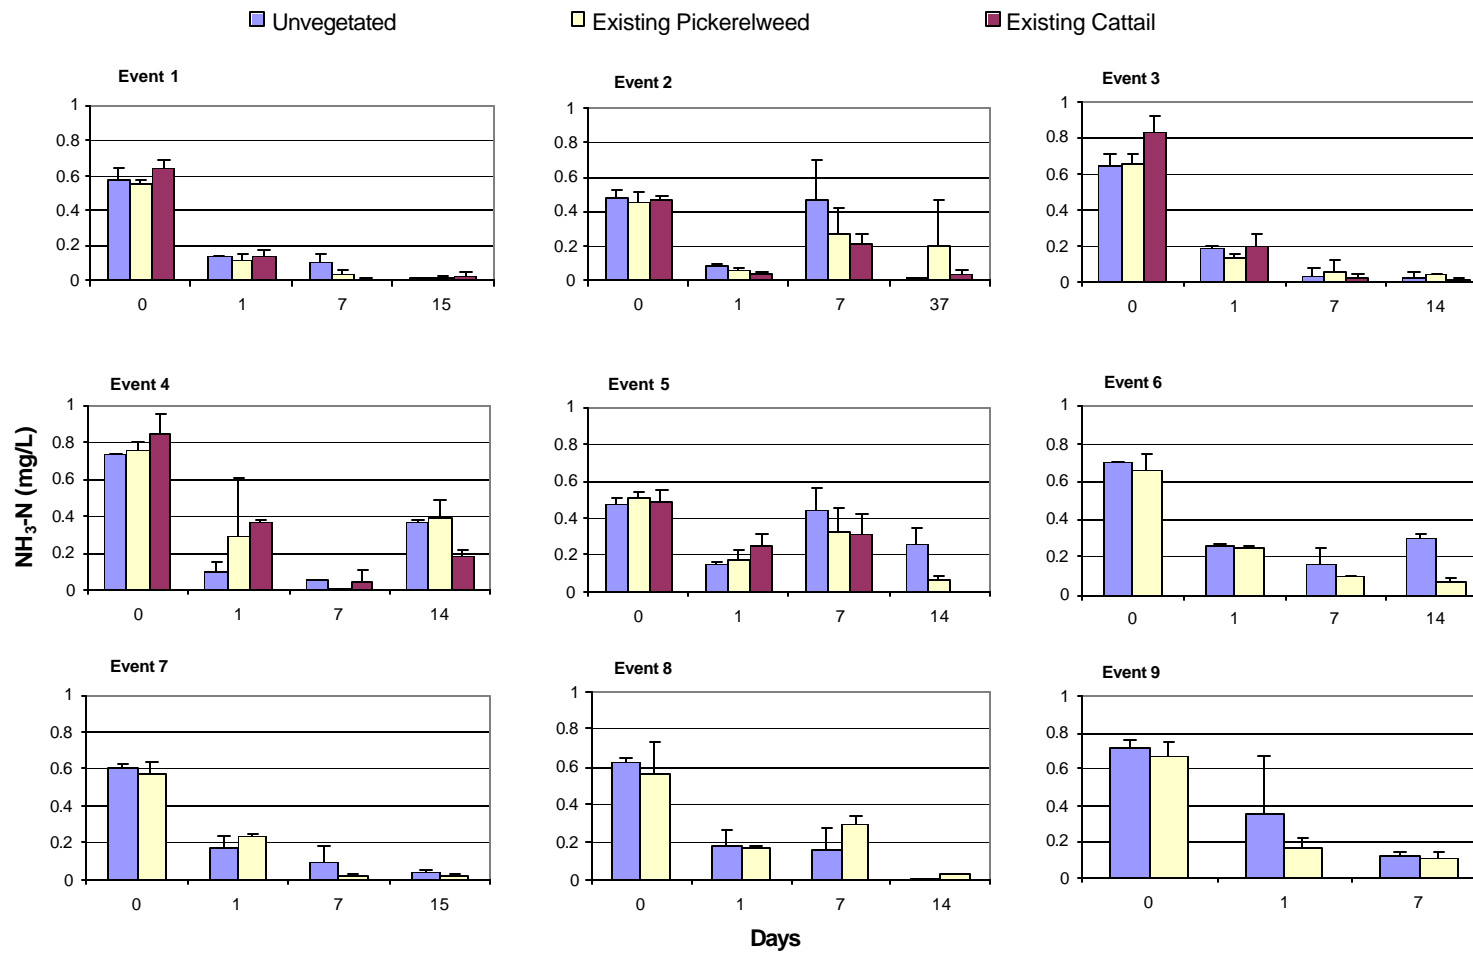 Unvegetated Existing Pickerelweed Existing Cattail
Event 1
1
0.8
0.6
0.4
0.2
0
0 1 7 15
Event 2
1
0.8
0.6
0.4
0.2
0
0 1 7 37
Event 3
1
0.8
0.6
0.4
0.2
0
0 1 7 14
NH3-N (mg/L)
Event 4
1
0.8
0.6
0.4
0.2
0
0 1 7 14
Event 5
1
0.8
0.6
0.4
0.2
0
0 1 7 14
Event 6
1
0.8
0.6
0.4
0.2
0
0 1 7 14
Event 7
1
0.8
0.6
0.4
0.2
0
0 1 7 15
Event 8
1
0.8
0.6
0.4
0.2
0
0 1 7 14
Event 9
1
0.8
0.6
0.4
0.2
0
0 1 7
Days